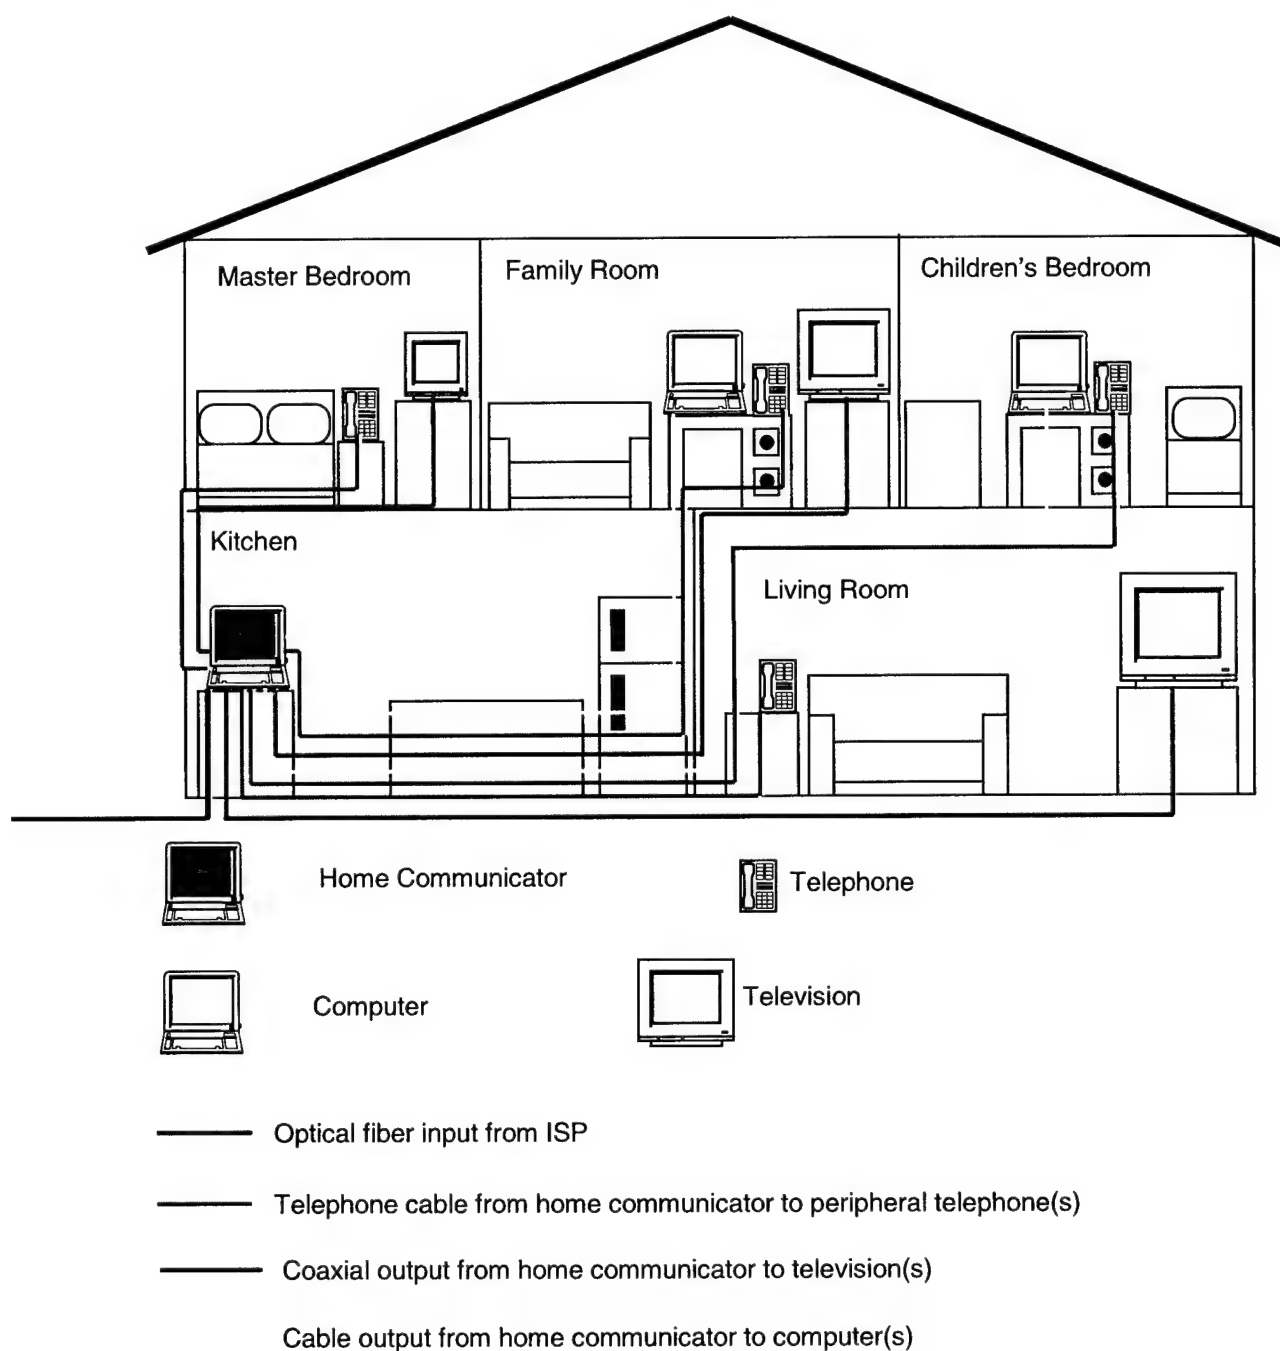 Master Bedroom
Family Room
Children's Bedroom
Kitchen
Living Room
Home Communicator
Telephone
Computer
Television
Optical fiber input from ISP
Telephone cable from home communicator to peripheral telephone(s)
Coaxial output from home communicator to television(s)
Cable output from home communicator to computer(s)